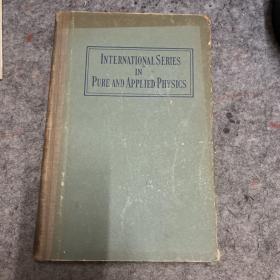 INTERNATIONAL SERIES
IN
PURE AND APPLIED PHYSICS